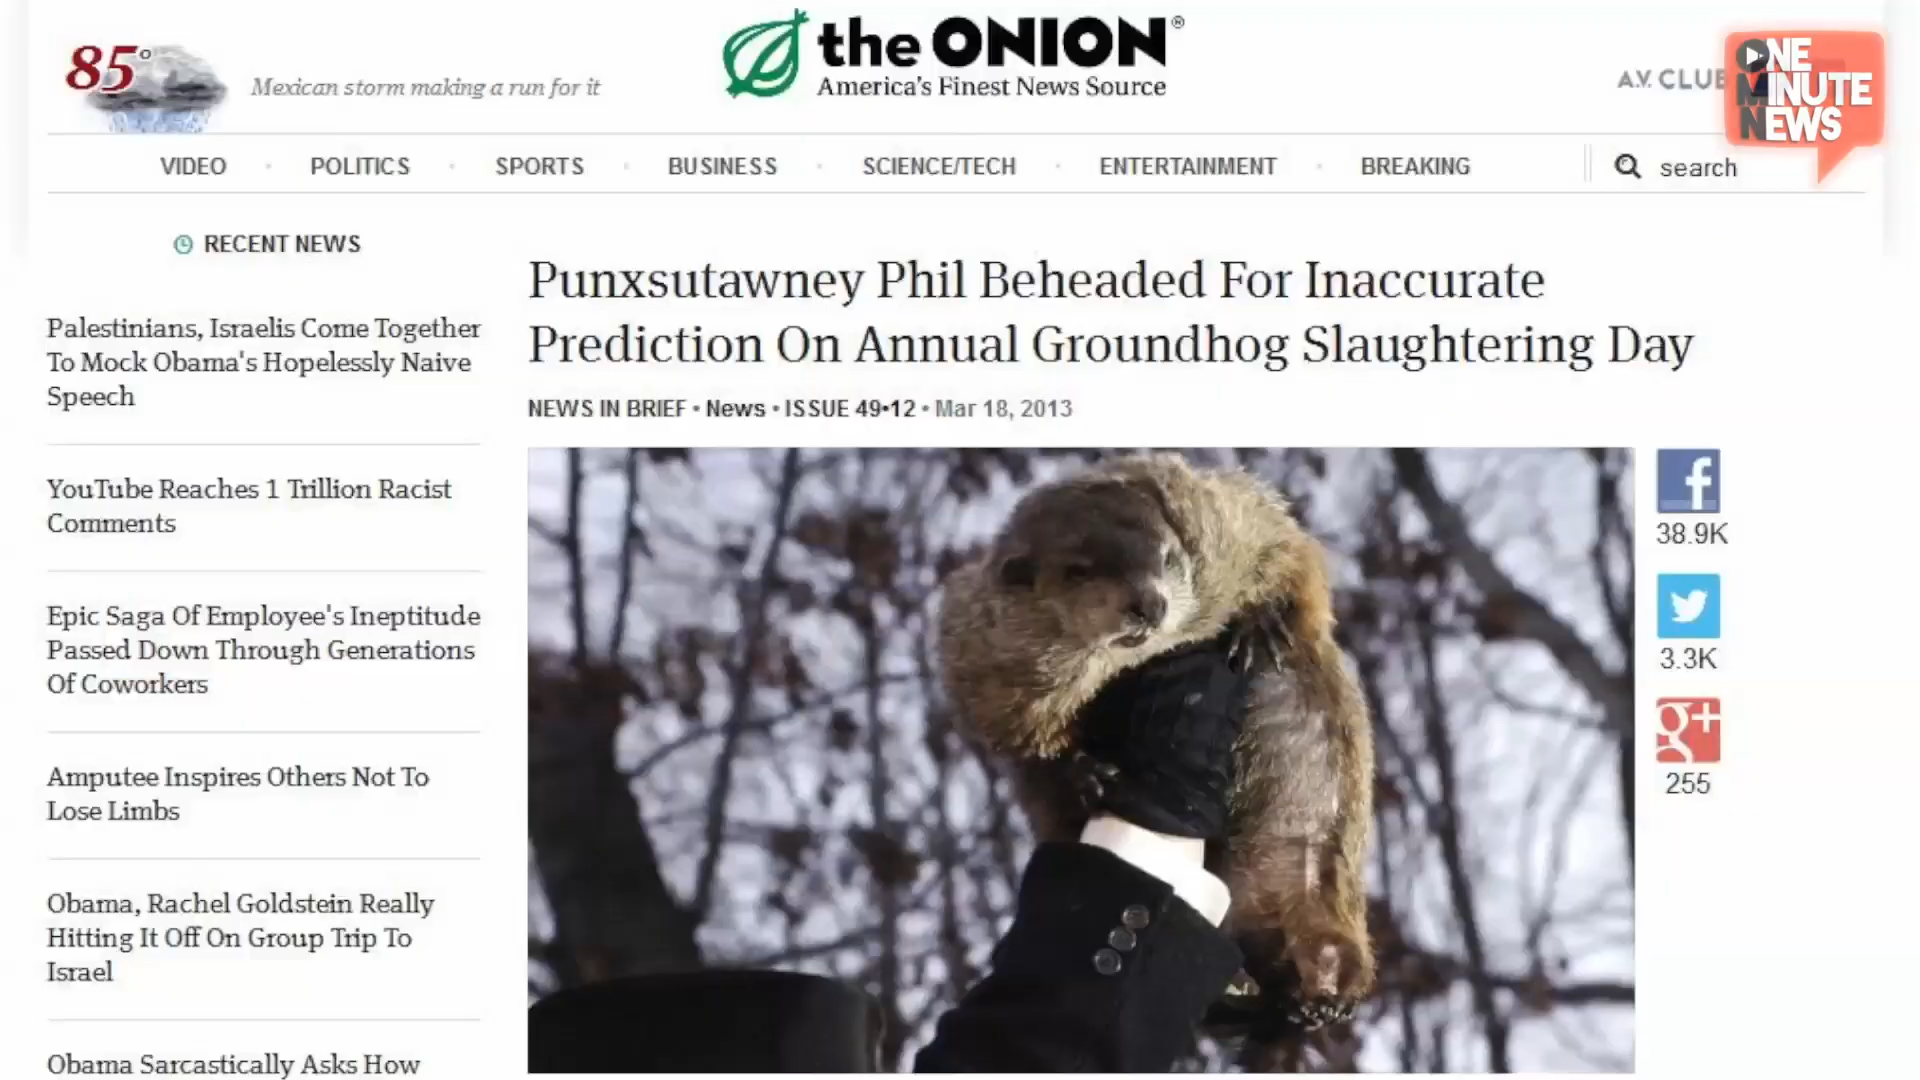 85°
Mexican storm making a run for it
the ONION®
America's Finest News Source
A.V. CLUB
ONE
MINUTE
NEWS
VIDEO · POLITICS · SPORTS · BUSINESS · SCIENCE/TECH · ENTERTAINMENT · BREAKING
search
RECENT NEWS
Palestinians, Israelis Come Together
To Mock Obama's Hopelessly Naive
Speech
YouTube Reaches 1 Trillion Racist
Comments
Epic Saga Of Employee's Ineptitude
Passed Down Through Generations
Of Coworkers
Amputee Inspires Others Not To
Lose Limbs
Obama, Rachel Goldstein Really
Hitting It Off On Group Trip To
Israel
Obama Sarcastically Asks How
Punxsutawney Phil Beheaded For Inaccurate
Prediction On Annual Groundhog Slaughtering Day
NEWS IN BRIEF • News • ISSUE 49•12 • Mar 18, 2013
f
38.9K
3.3K
g+
255